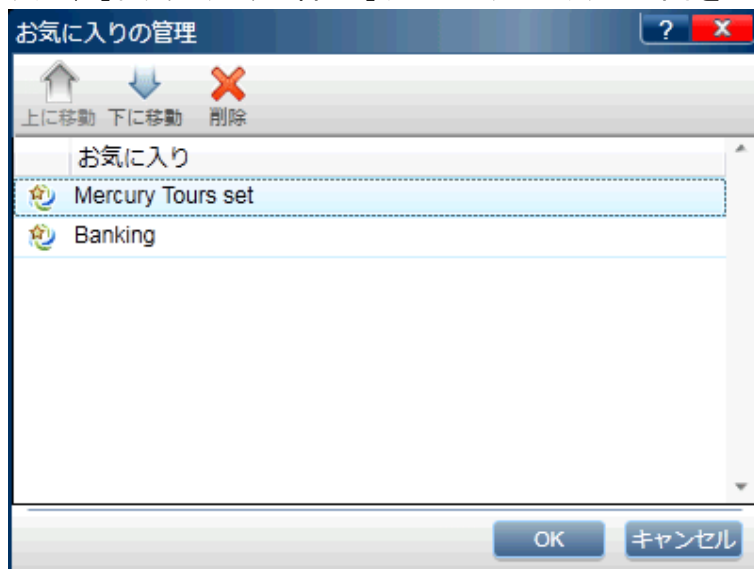 お気に入りの管理
?
X
上に移動 下に移動 削除
お気に入り
Mercury Tours set
Banking
OK キャンセル